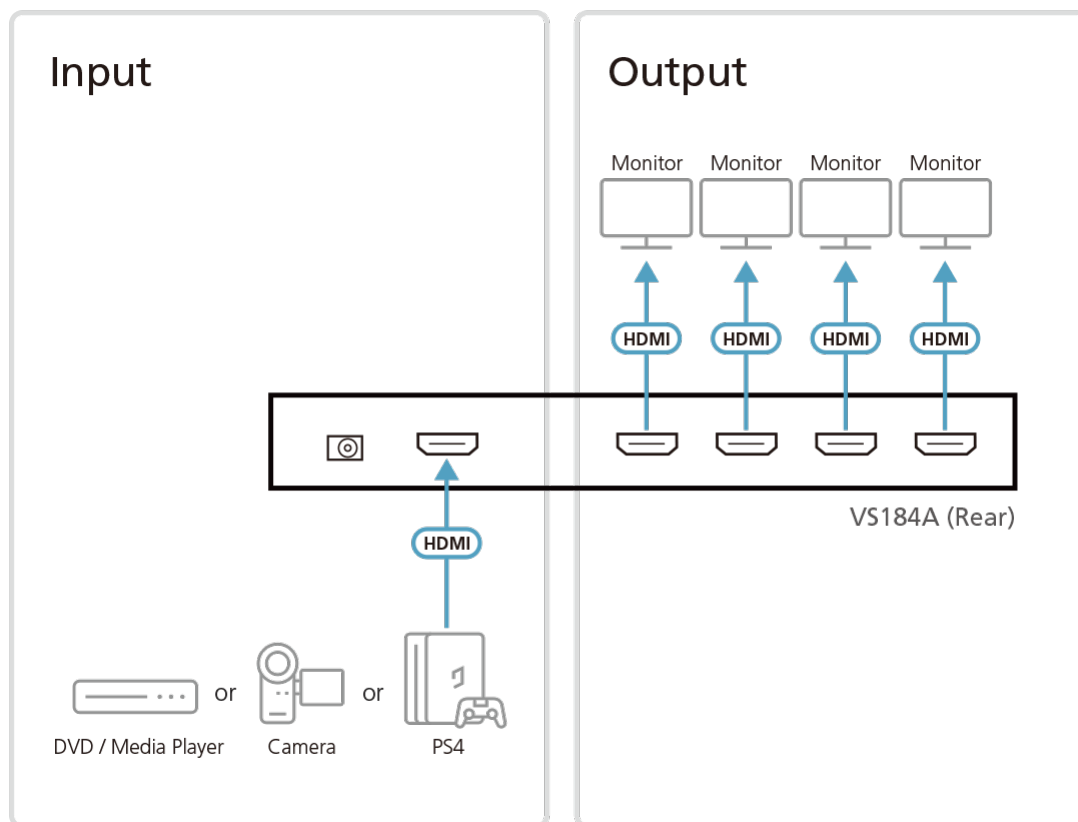 Input
Output
Monitor Monitor Monitor Monitor
HDMI HDMI HDMI HDMI
VS184A (Rear)
HDMI
or or
DVD / Media Player Camera PS4